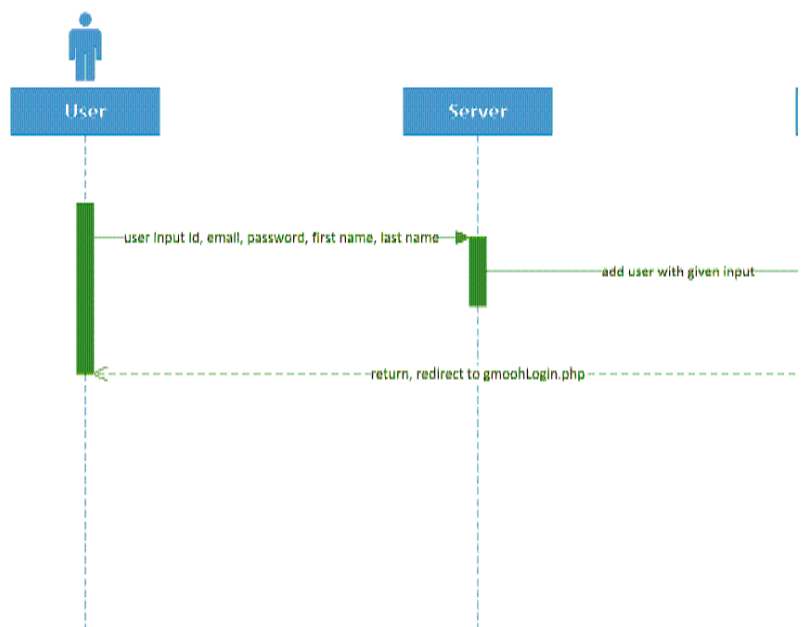 User
Server
user input id, email, password, first name, last name
add user with given input
return, redirect to gmoohLogin.php